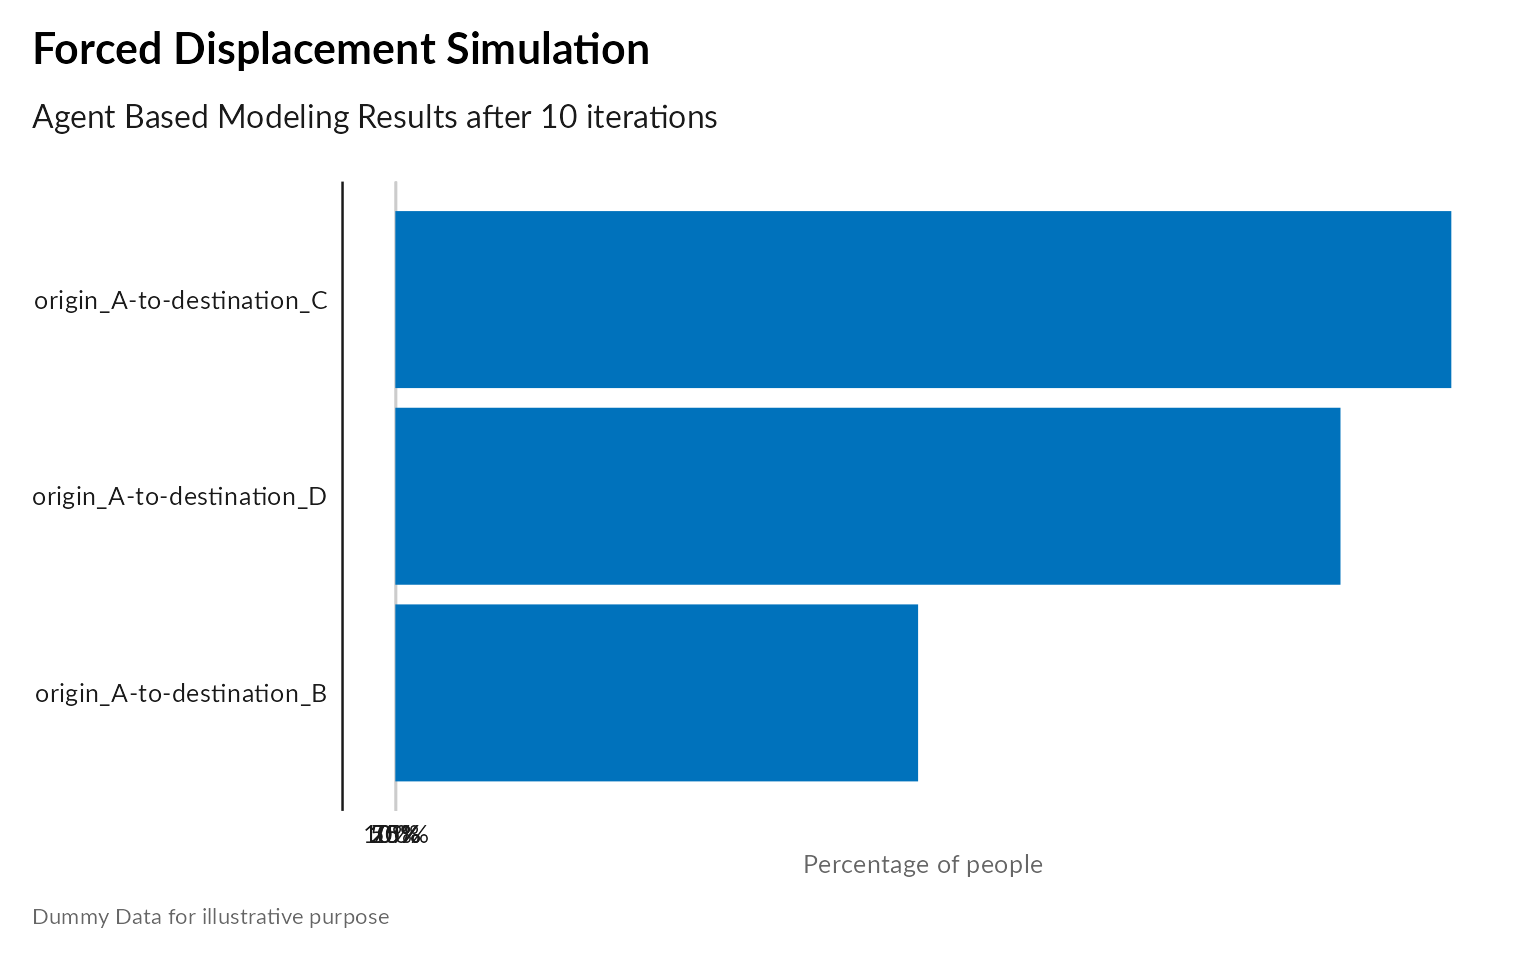 Forced Displacement Simulation
Agent Based Modeling Results after 10 iterations
origin_A-to-destination_C
origin_A-to-destination_D
origin_A-to-destination_B
Percentage of people
Dummy Data for illustrative purpose